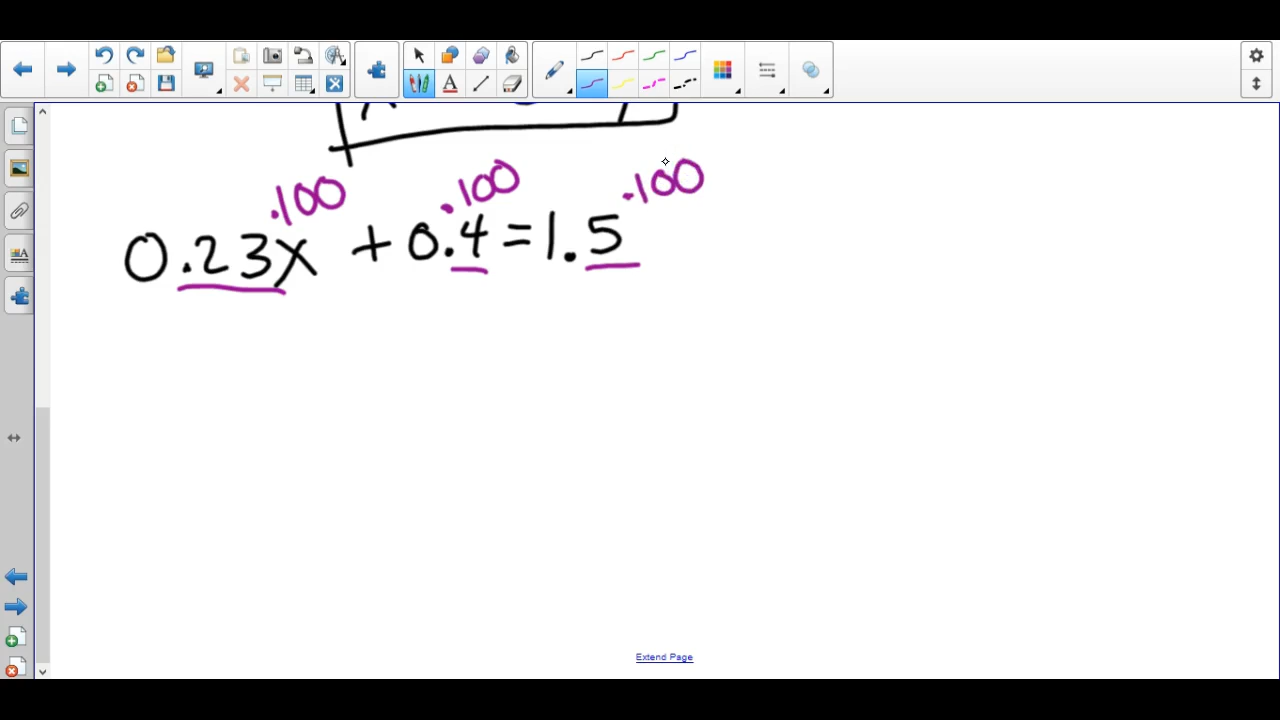 .100 .100 .100
0.23x + 0.4 = 1.5
Extend Page